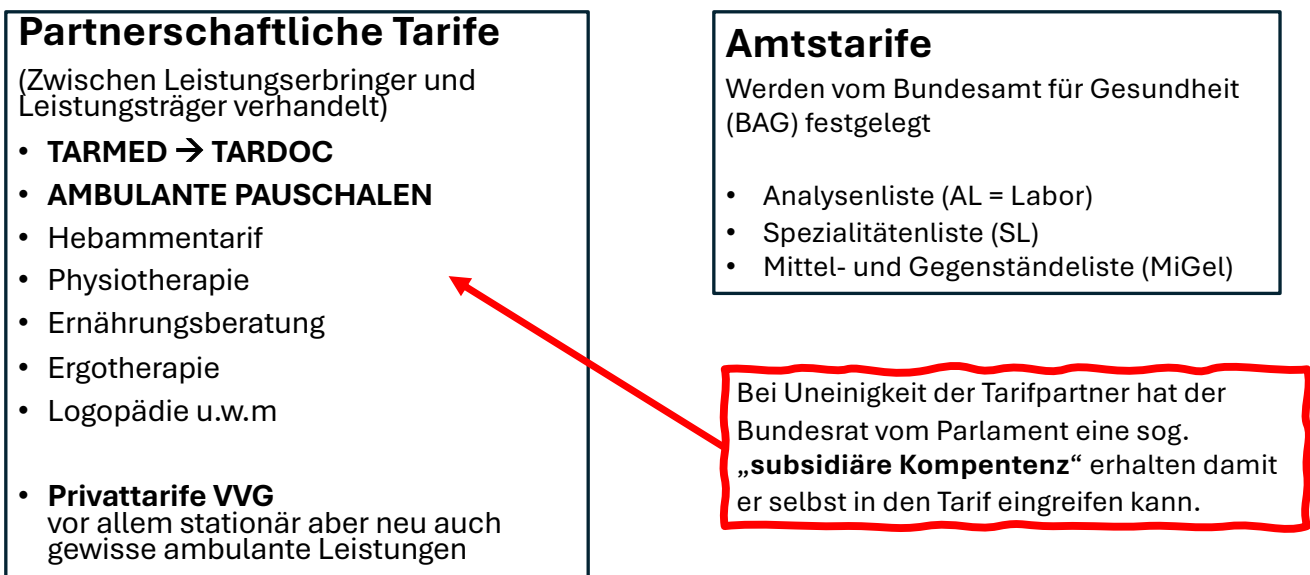 Partnerschaftliche Tarife
(Zwischen Leistungserbringer und
Leistungsträger verhandelt)
• TARMED → TARDOC
• AMBULANTE PAUSCHALEN
• Hebammentarif
• Physiotherapie
• Ernährungsberatung
• Ergotherapie
• Logopädie u.w.m
• Privattarife VVG
vor allem stationär aber neu auch
gewisse ambulante Leistungen
Amtstarife
Werden vom Bundesamt für Gesundheit
(BAG) festgelegt
• Analysenliste (AL = Labor)
• Spezialitätenliste (SL)
• Mittel- und Gegenständeliste (MiGel)
Bei Uneinigkeit der Tarifpartner hat der
Bundesrat vom Parlament eine sog.
„subsidiäre Kompentenz“ erhalten damit
er selbst in den Tarif eingreifen kann.